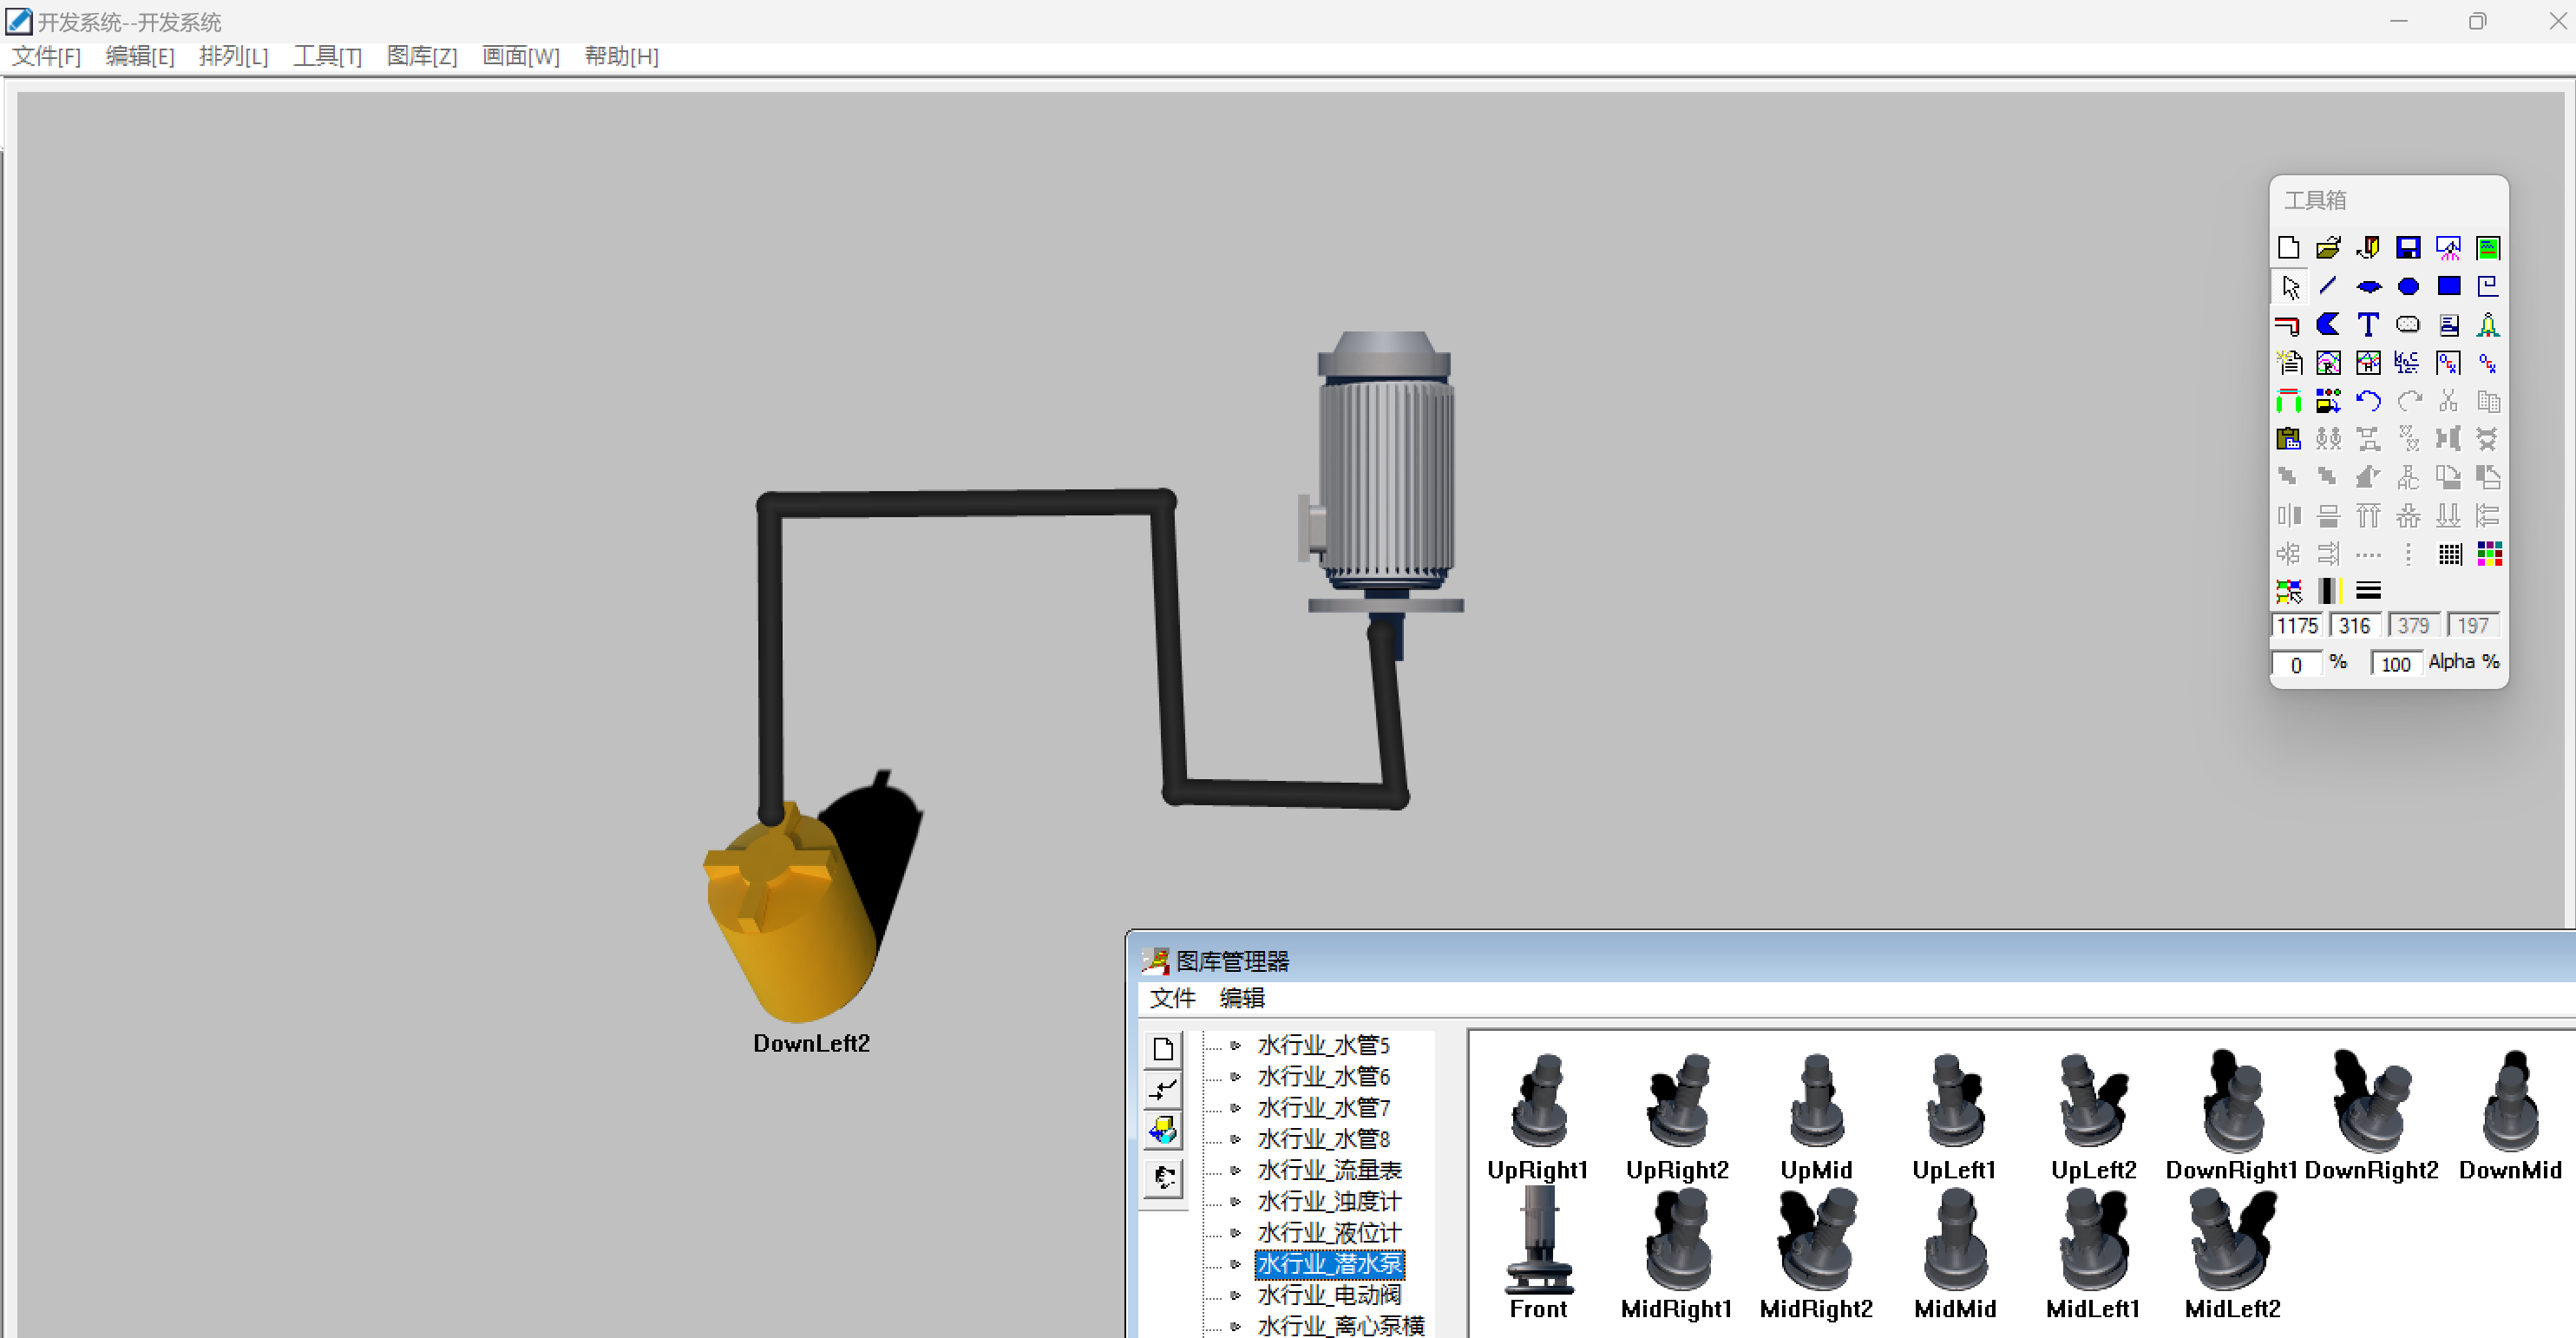 开发系统--开发系统
文件[F] 编辑[E] 排列[L] 工具[T] 图库[Z] 画面[W] 帮助[H]
工具箱
1175 316 379 197
0 % 100 Alpha %
DownLeft2
图库管理器
文件 编辑
水行业_水管5
水行业_水管6
水行业_水管7
水行业_水管8
水行业_流量表
水行业_浊度计
水行业_液位计
水行业_潜水泵
水行业_电动阀
水行业_离心泵横
UpRight1 UpRight2 UpMid UpLeft1 UpLeft2 DownRight1 DownRight2 DownMid
Front MidRight1 MidRight2 MidMid MidLeft1 MidLeft2